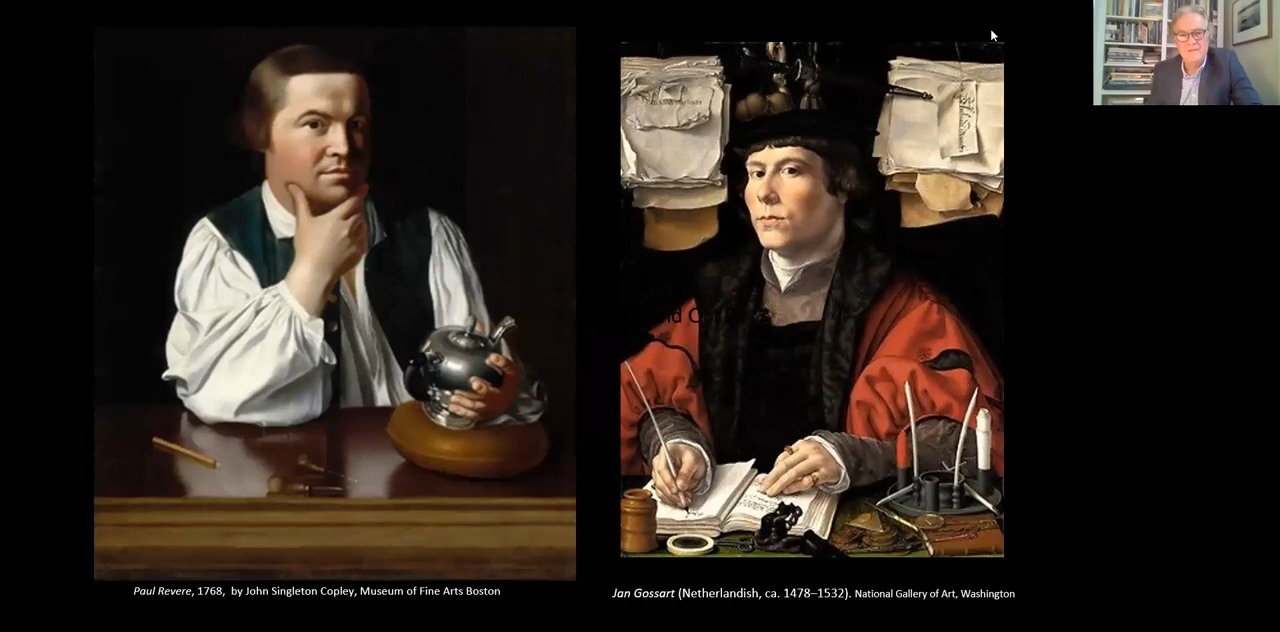 nd O
Paul Revere, 1768, by John Singleton Copley, Museum of Fine Arts Boston
Jan Gossart (Netherlandish, ca. 1478–1532). National Gallery of Art, Washington